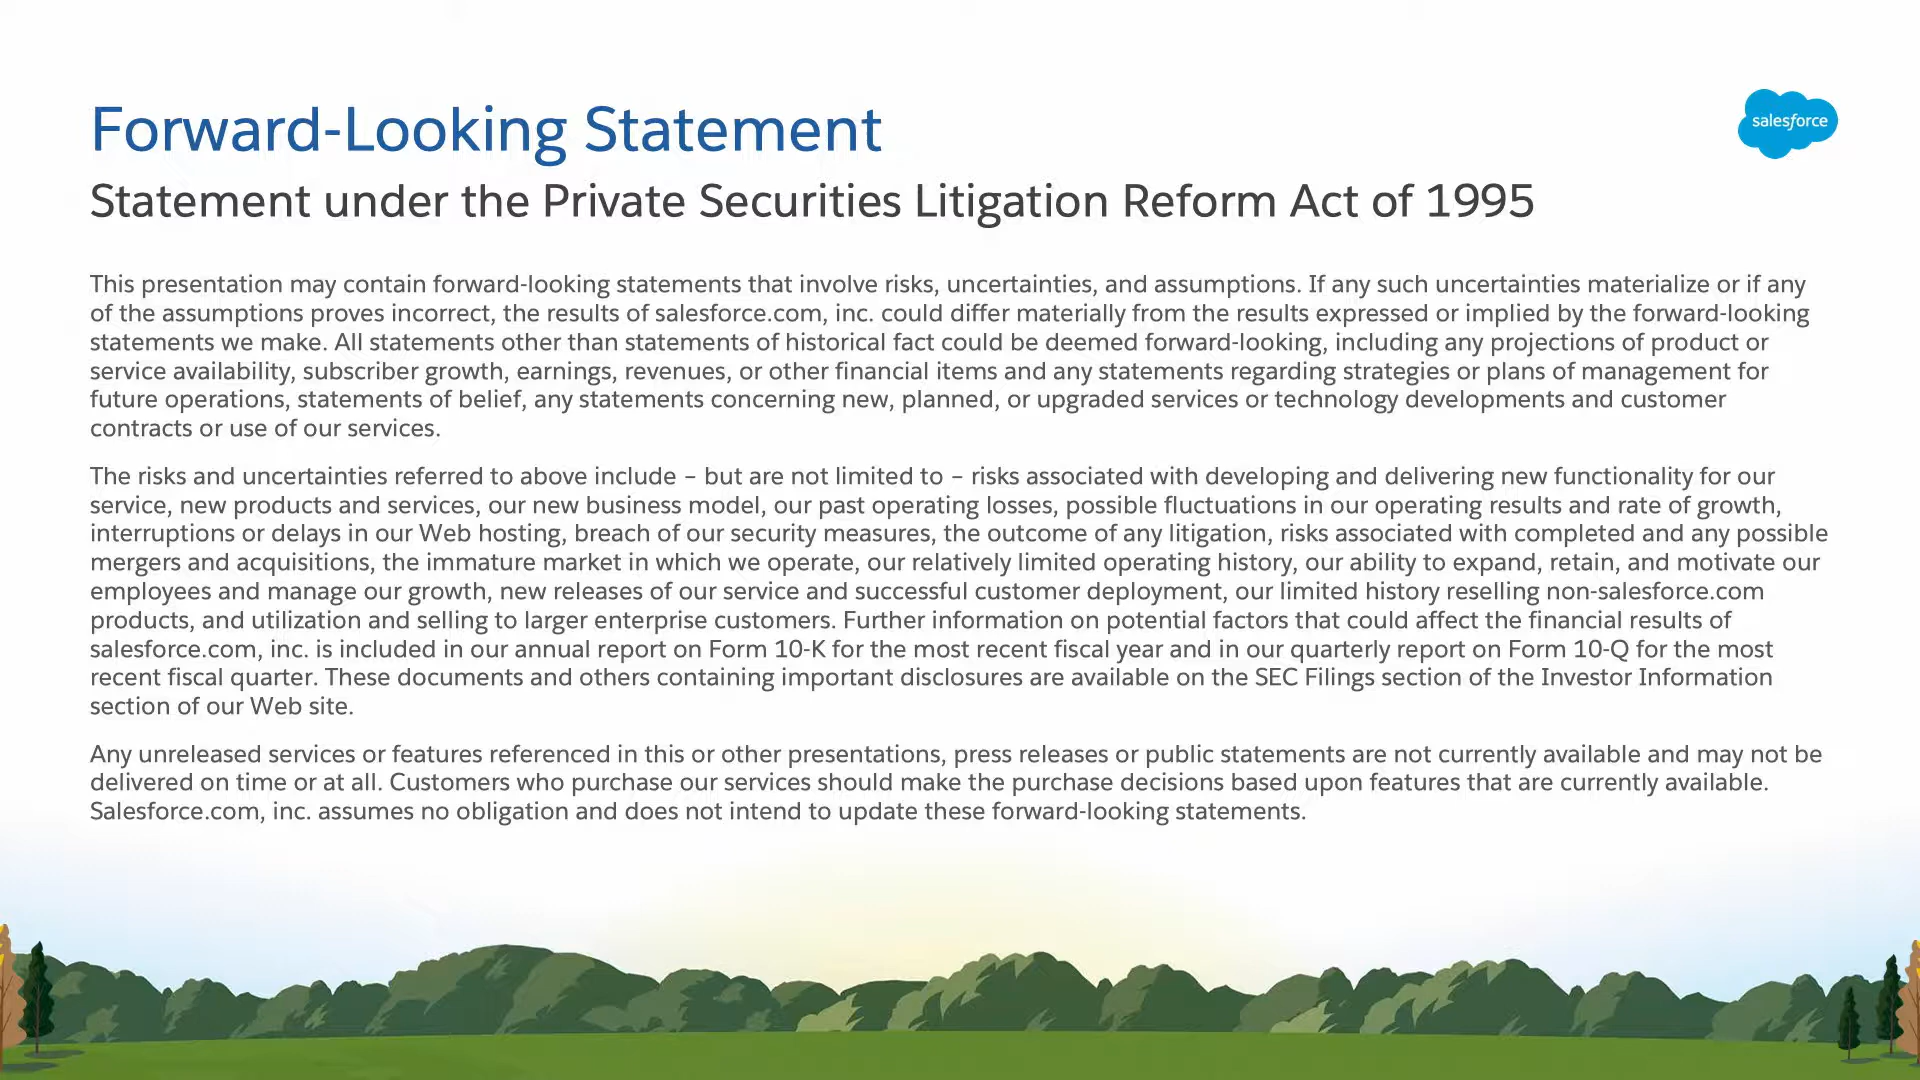 Forward-Looking Statement
salesforce
Statement under the Private Securities Litigation Reform Act of 1995
This presentation may contain forward-looking statements that involve risks, uncertainties, and assumptions. If any such uncertainties materialize or if any
of the assumptions proves incorrect, the results of salesforce.com, inc. could differ materially from the results expressed or implied by the forward-looking
statements we make. All statements other than statements of historical fact could be deemed forward-looking, including any projections of product or
service availability, subscriber growth, earnings, revenues, or other financial items and any statements regarding strategies or plans of management for
future operations, statements of belief, any statements concerning new, planned, or upgraded services or technology developments and customer
contracts or use of our services.
The risks and uncertainties referred to above include – but are not limited to – risks associated with developing and delivering new functionality for our
service, new products and services, our new business model, our past operating losses, possible fluctuations in our operating results and rate of growth,
interruptions or delays in our Web hosting, breach of our security measures, the outcome of any litigation, risks associated with completed and any possible
mergers and acquisitions, the immature market in which we operate, our relatively limited operating history, our ability to expand, retain, and motivate our
employees and manage our growth, new releases of our service and successful customer deployment, our limited history reselling non-salesforce.com
products, and utilization and selling to larger enterprise customers. Further information on potential factors that could affect the financial results of
salesforce.com, inc. is included in our annual report on Form 10-K for the most recent fiscal year and in our quarterly report on Form 10-Q for the most
recent fiscal quarter. These documents and others containing important disclosures are available on the SEC Filings section of the Investor Information
section of our Web site.
Any unreleased services or features referenced in this or other presentations, press releases or public statements are not currently available and may not be
delivered on time or at all. Customers who purchase our services should make the purchase decisions based upon features that are currently available.
Salesforce.com, inc. assumes no obligation and does not intend to update these forward-looking statements.